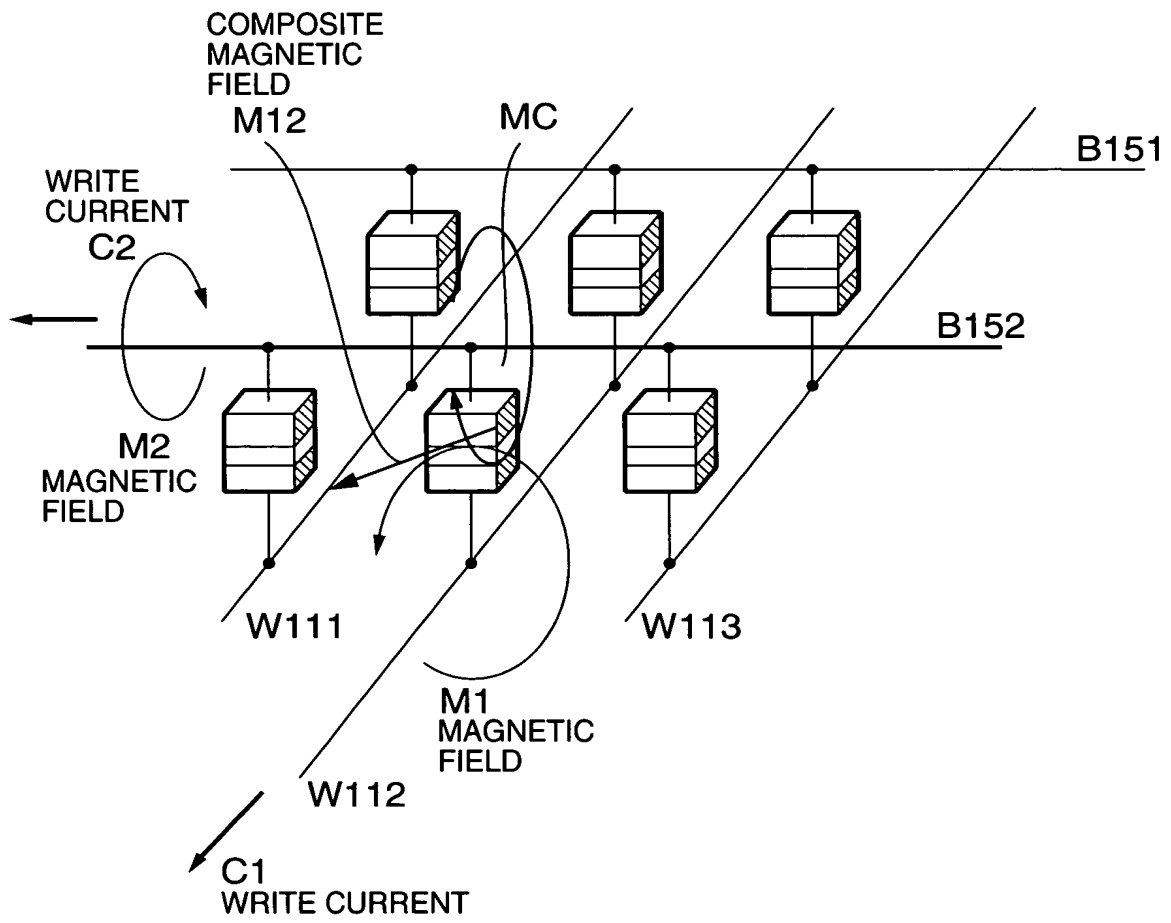 COMPOSITE
MAGNETIC
FIELD
M12
MC
B151
WRITE
CURRENT
C2
B152
M2
MAGNETIC
FIELD
W111
W113
M1
MAGNETIC
FIELD
W112
C1
WRITE CURRENT